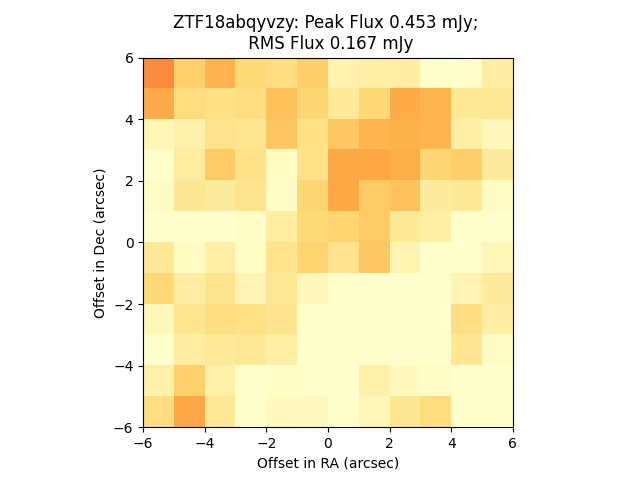 ZTF18abqyvzy: Peak Flux 0.453 mJy;
RMS Flux 0.167 mJy
6
4
2
0
−2
−4
−6
Offset in Dec (arcsec)
−6 −4 −2 0 2 4 6
Offset in RA (arcsec)